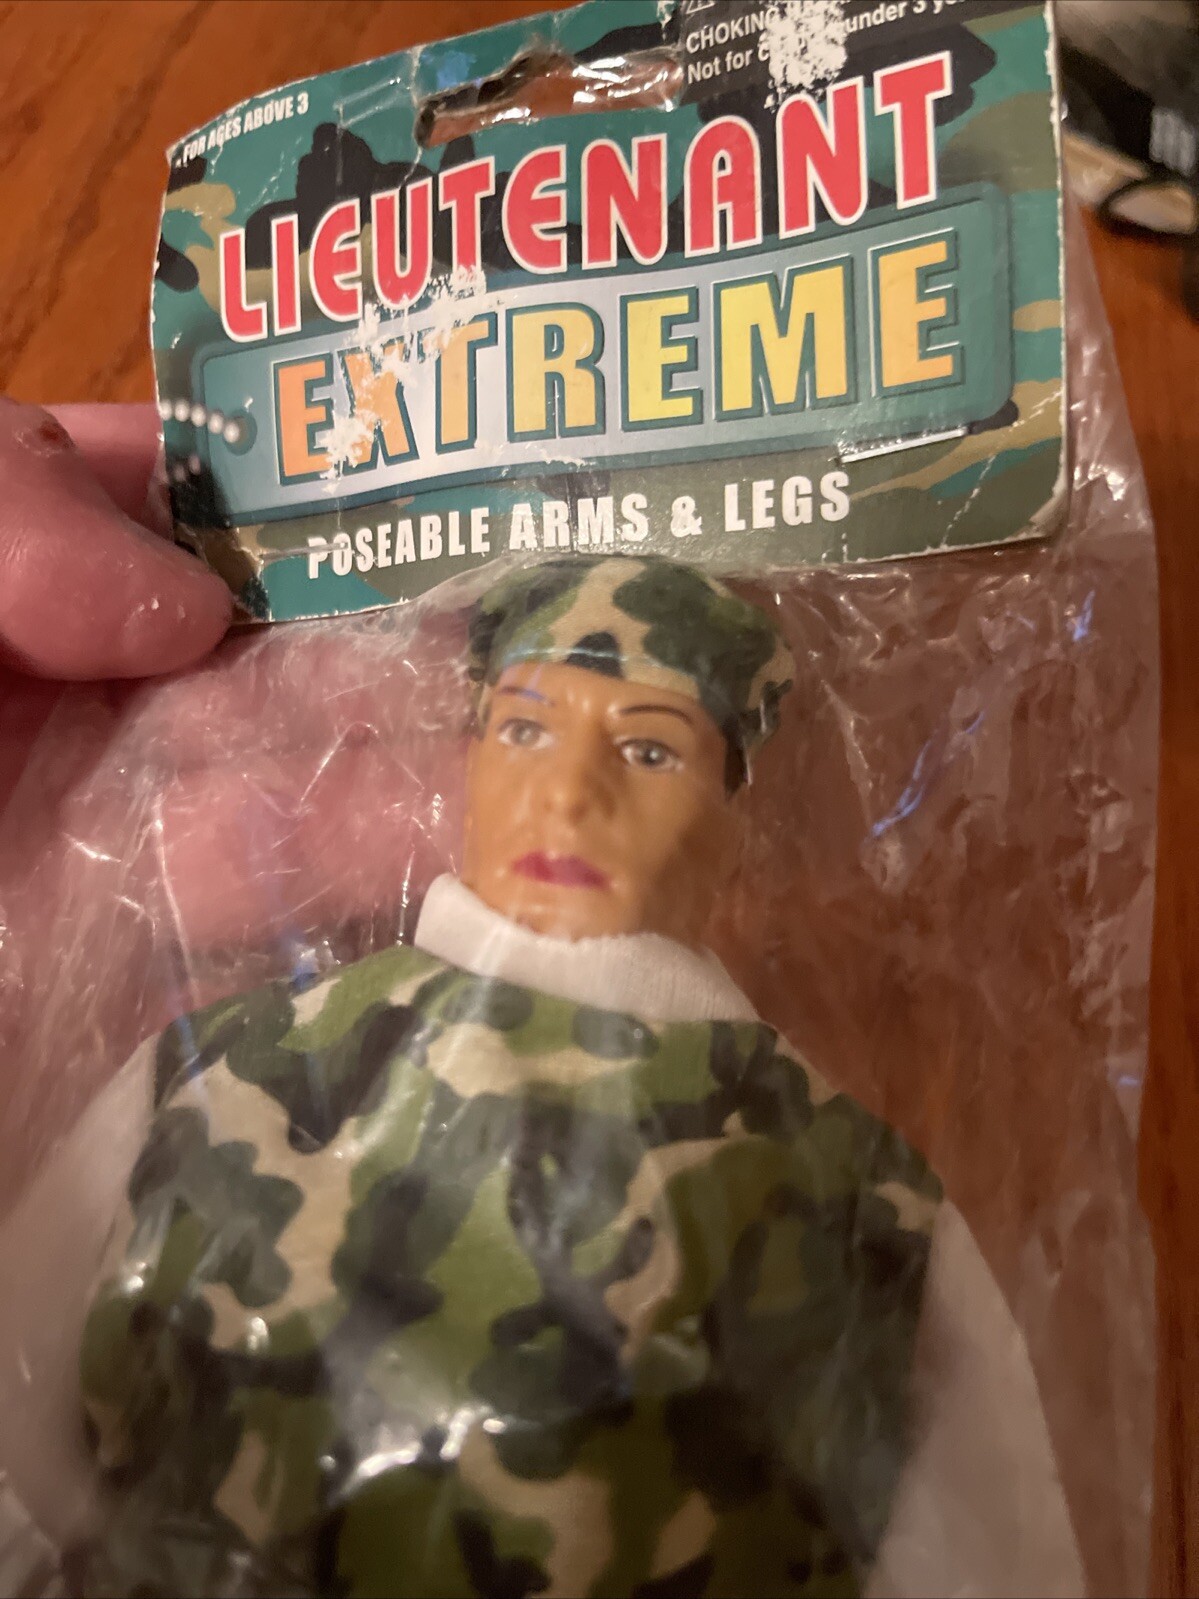 FOR AGES ABOVE 3
CHOKING under 3
Not for
LIEUTENANT
EXTREME
POSEABLE ARMS & LEGS